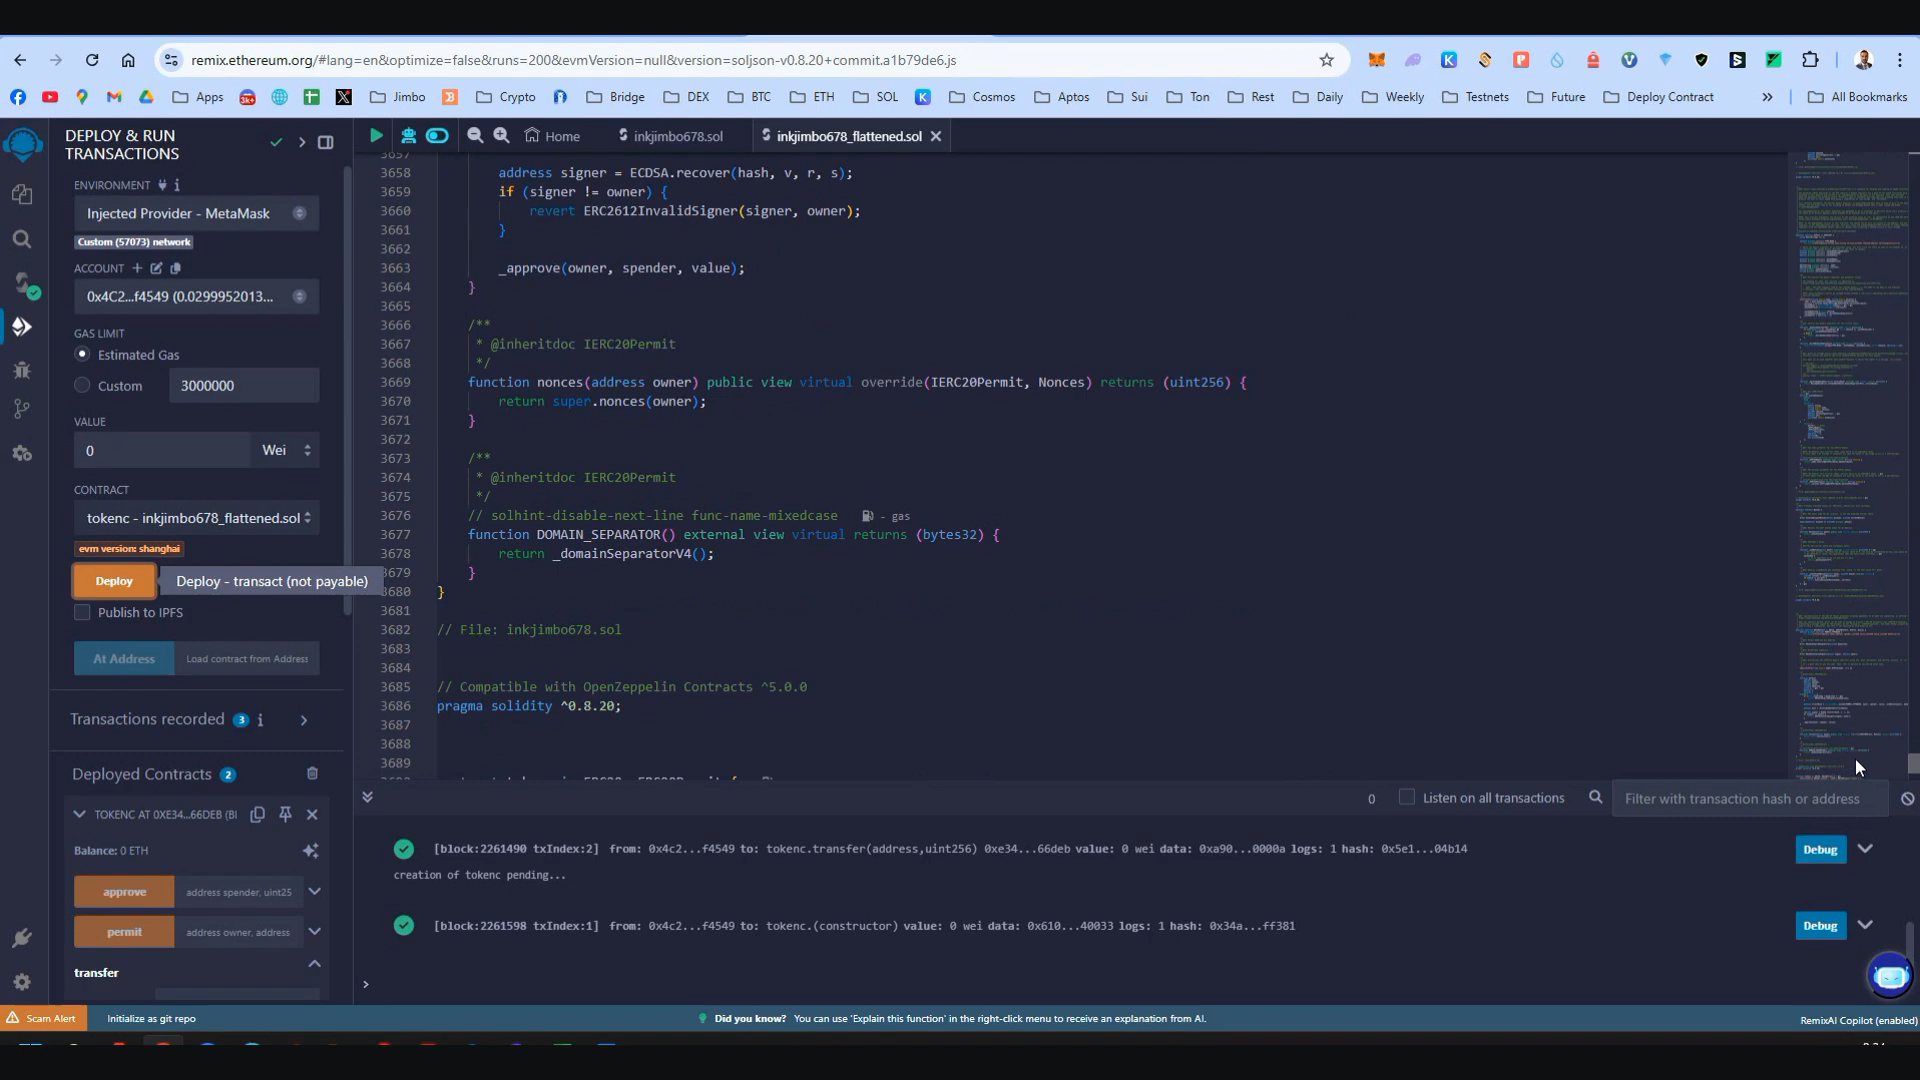 remix.ethereum.org/#lang=en&optimize=false&runs=200&evmVersion=null&version=soljson-v0.8.20+commit.a1b79de6.js
Apps
3k+
Jimbo
Crypto
Bridge
DEX
BTC
ETH
SOL
Cosmos
Aptos
Sui
Ton
Rest
Daily
Weekly
Testnets
Future
Deploy Contract
»
All Bookmarks
DEPLOY & RUN
TRANSACTIONS
Home
inkjimbo678.sol
inkjimbo678_flattened.sol
ENVIRONMENT
Injected Provider - MetaMask
Custom (57073) network
ACCOUNT
0x4C2...f4549 (0.0299952013...
GAS LIMIT
Estimated Gas
Custom
3000000
VALUE
0
Wei
CONTRACT
tokenc - inkjimbo678_flattened.sol
evm version: shanghai
Deploy
Deploy - transact (not payable)
Publish to IPFS
At Address
Load contract from Address
Transactions recorded 3
Deployed Contracts 2
TOKENC AT 0XE34...66DEB (BI
Balance: 0 ETH
approve
address spender, uint25
permit
address owner, address
transfer
3657
3658 address signer = ECDSA.recover(hash, v, r, s);
3659 if (signer != owner) {
3660 revert ERC2612InvalidSigner(signer, owner);
3661 }
3662
3663 _approve(owner, spender, value);
3664 }
3665
3666 /**
3667 * @inheritdoc IERC20Permit
3668 */
3669 function nonces(address owner) public view virtual override(IERC20Permit, Nonces) returns (uint256) {
3670 return super.nonces(owner);
3671 }
3672
3673 /**
3674 * @inheritdoc IERC20Permit
3675 */
3676 // solhint-disable-next-line func-name-mixedcase - gas
3677 function DOMAIN_SEPARATOR() external view virtual returns (bytes32) {
3678 return _domainSeparatorV4();
3679 }
3680 }
3681
3682 // File: inkjimbo678.sol
3683
3684
3685 // Compatible with OpenZeppelin Contracts ^5.0.0
3686 pragma solidity ^0.8.20;
3687
3688
3689
0
Listen on all transactions
Filter with transaction hash or address
[block:2261490 txIndex:2] from: 0x4c2...f4549 to: tokenc.transfer(address,uint256) 0xe34...66deb value: 0 wei data: 0xa90...0000a logs: 1 hash: 0x5e1...04b14
Debug
creation of tokenc pending...
[block:2261598 txIndex:1] from: 0x4c2...f4549 to: tokenc.(constructor) value: 0 wei data: 0x610...40033 logs: 1 hash: 0x34a...ff381
Debug
>
Scam Alert
Initialize as git repo
Did you know? You can use 'Explain this function' in the right-click menu to receive an explanation from AI.
RemixAI Copilot (enabled)